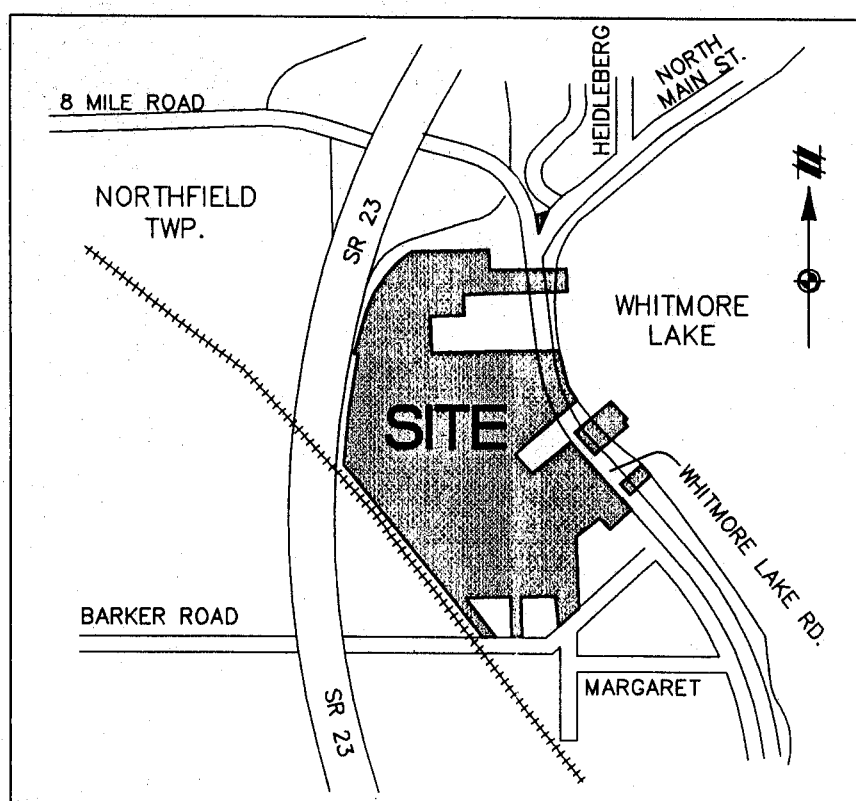 HEIDLEBERG
NORTH
MAIN ST.
8 MILE ROAD
NORTHFIELD
TWP.
SR 23
WHITMORE
LAKE
SITE
WHITMORE LAKE RD.
BARKER ROAD
MARGARET
SR 23